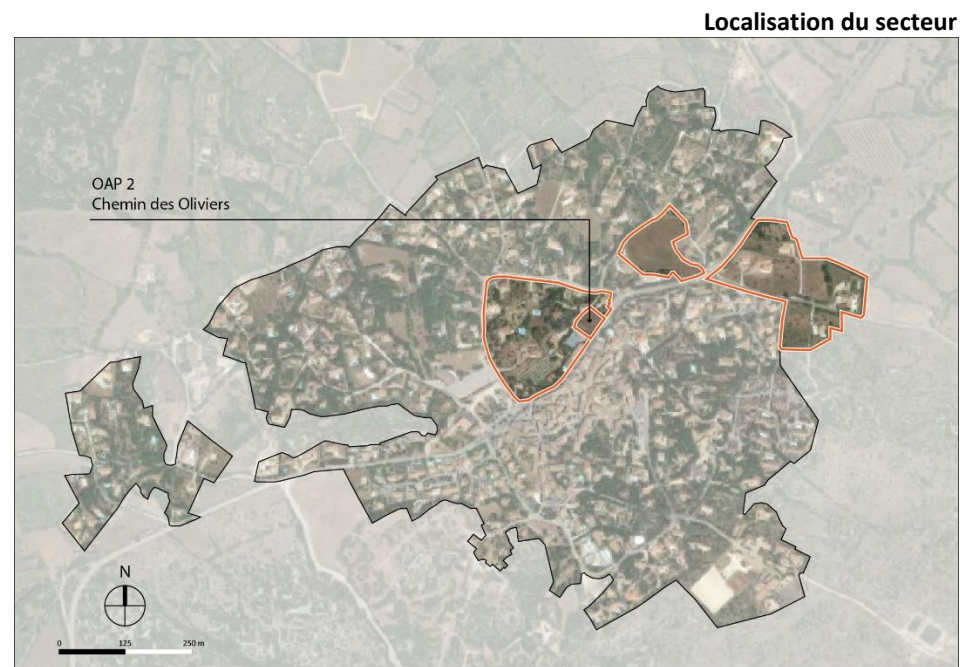 Localisation du secteur
OAP 2
Chemin des Oliviers
N
0 125 250 m